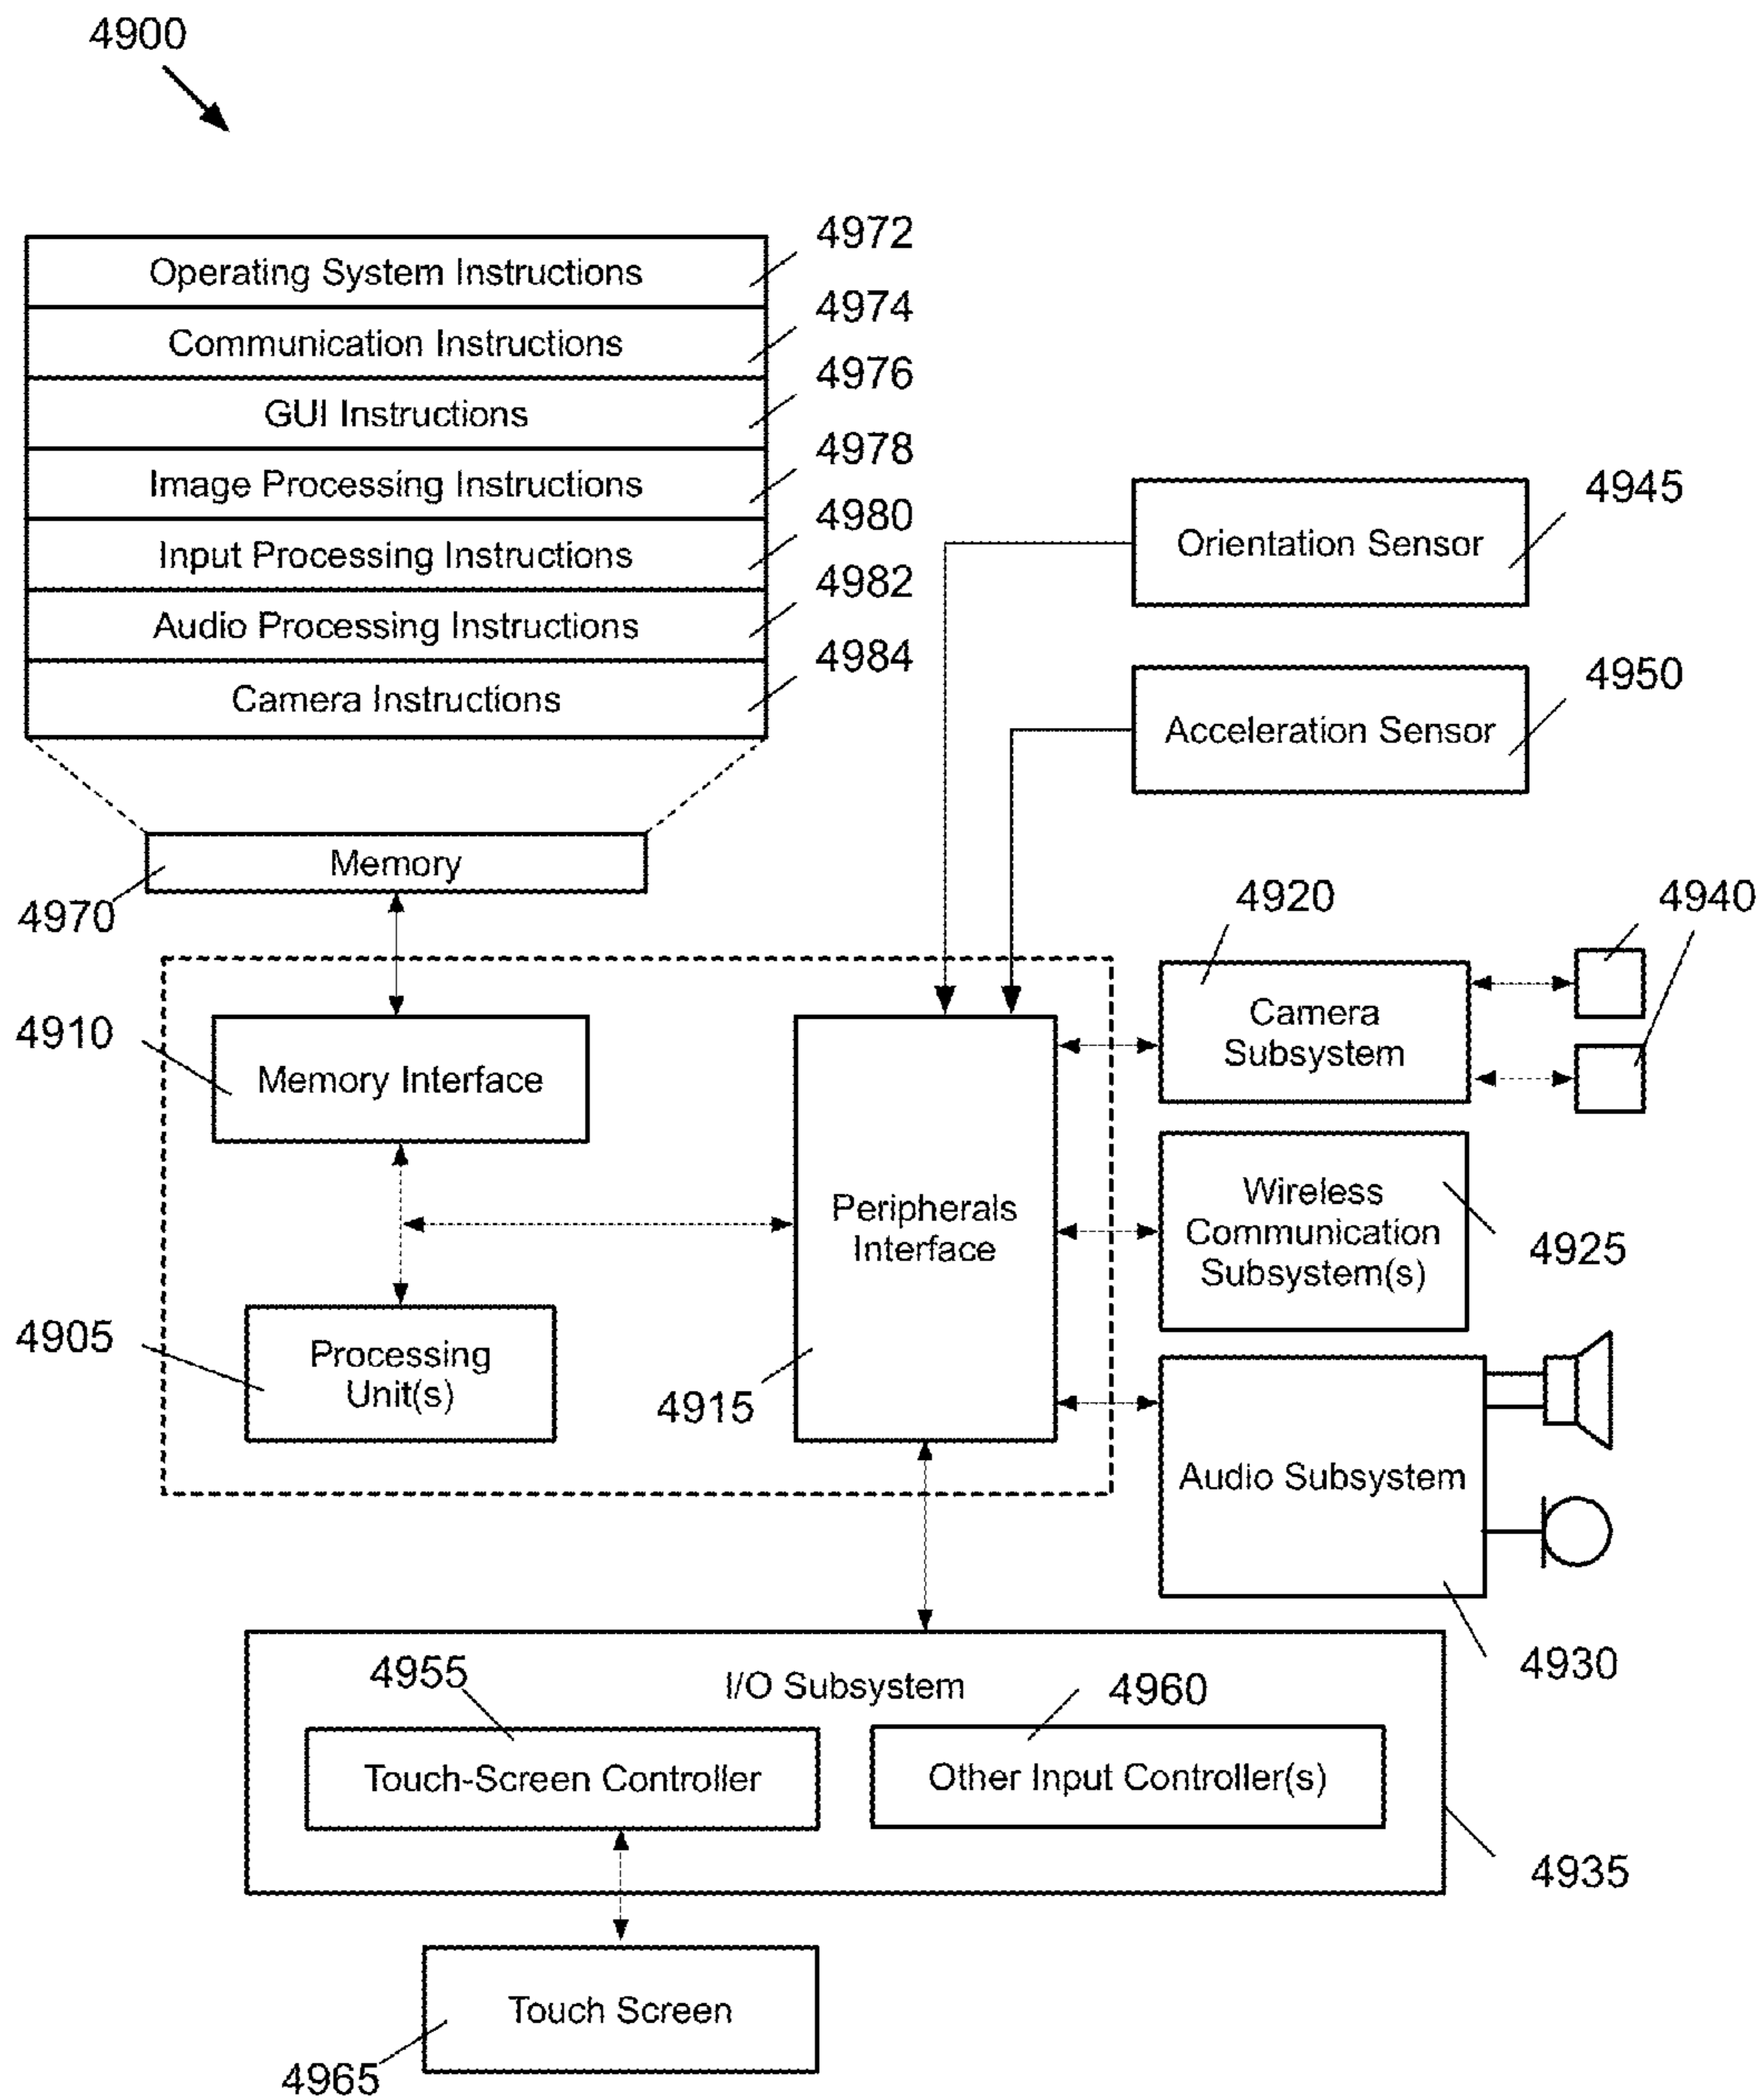 4900
4972
Operating System Instructions
4974
Communication Instructions
4976
GUI Instructions
4978
Image Processing Instructions
4980
Input Processing Instructions
4982
Audio Processing Instructions
4984
Camera Instructions
4945
Orientation Sensor
4950
Acceleration Sensor
Memory
4970
4920
4940
Camera
Subsystem
4910
Memory Interface
Peripherals
Interface
4915
Wireless
Communication
Subsystem(s)
4925
4905
Processing
Unit(s)
Audio Subsystem
4930
4955
I/O Subsystem
4960
Touch-Screen Controller
Other Input Controller(s)
4935
Touch Screen
4965